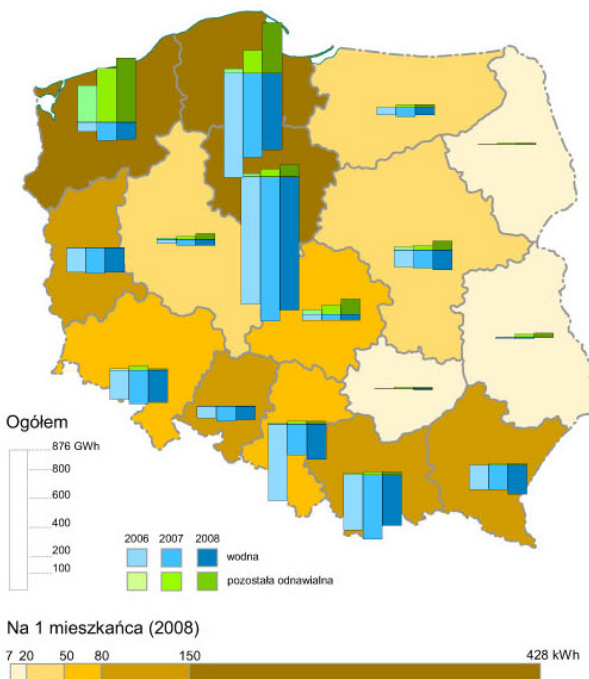 Ogółem
876 GWh
800
600
400
200
100
2006 2007 2008
wodna
pozostała odnawialna
Na 1 mieszkańca (2008)
7 20 50 80 150 428 kWh